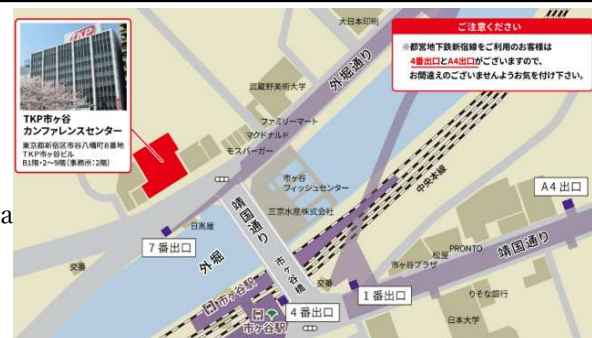 TKP
TKP市ヶ谷
カンファレンスセンター
東京都新宿区市谷八幡町8番地
TKP市ヶ谷ビル
B1階・2〜9階(事務所:2階)
大日本印刷
ご注意ください
※都営地下鉄新宿線をご利用のお客様は
4番出口とA4出口がございますので、
お間違えのございませんようお気を付け下さい。
外堀通り
武蔵野美術大学
ファミリーマート
マクドナルド
モスバーガー
市ヶ谷
フィッシュセンター
中央本線
A4出口
三京水産株式会社
a
日高屋
靖国通り
7番出口
外堀
市ヶ谷橋
交番
交番
市ヶ谷プラザ
松屋
PRONTO
靖国通り
市ヶ谷駅
1番出口
りそな銀行
4番出口
市ヶ谷駅
日本大学